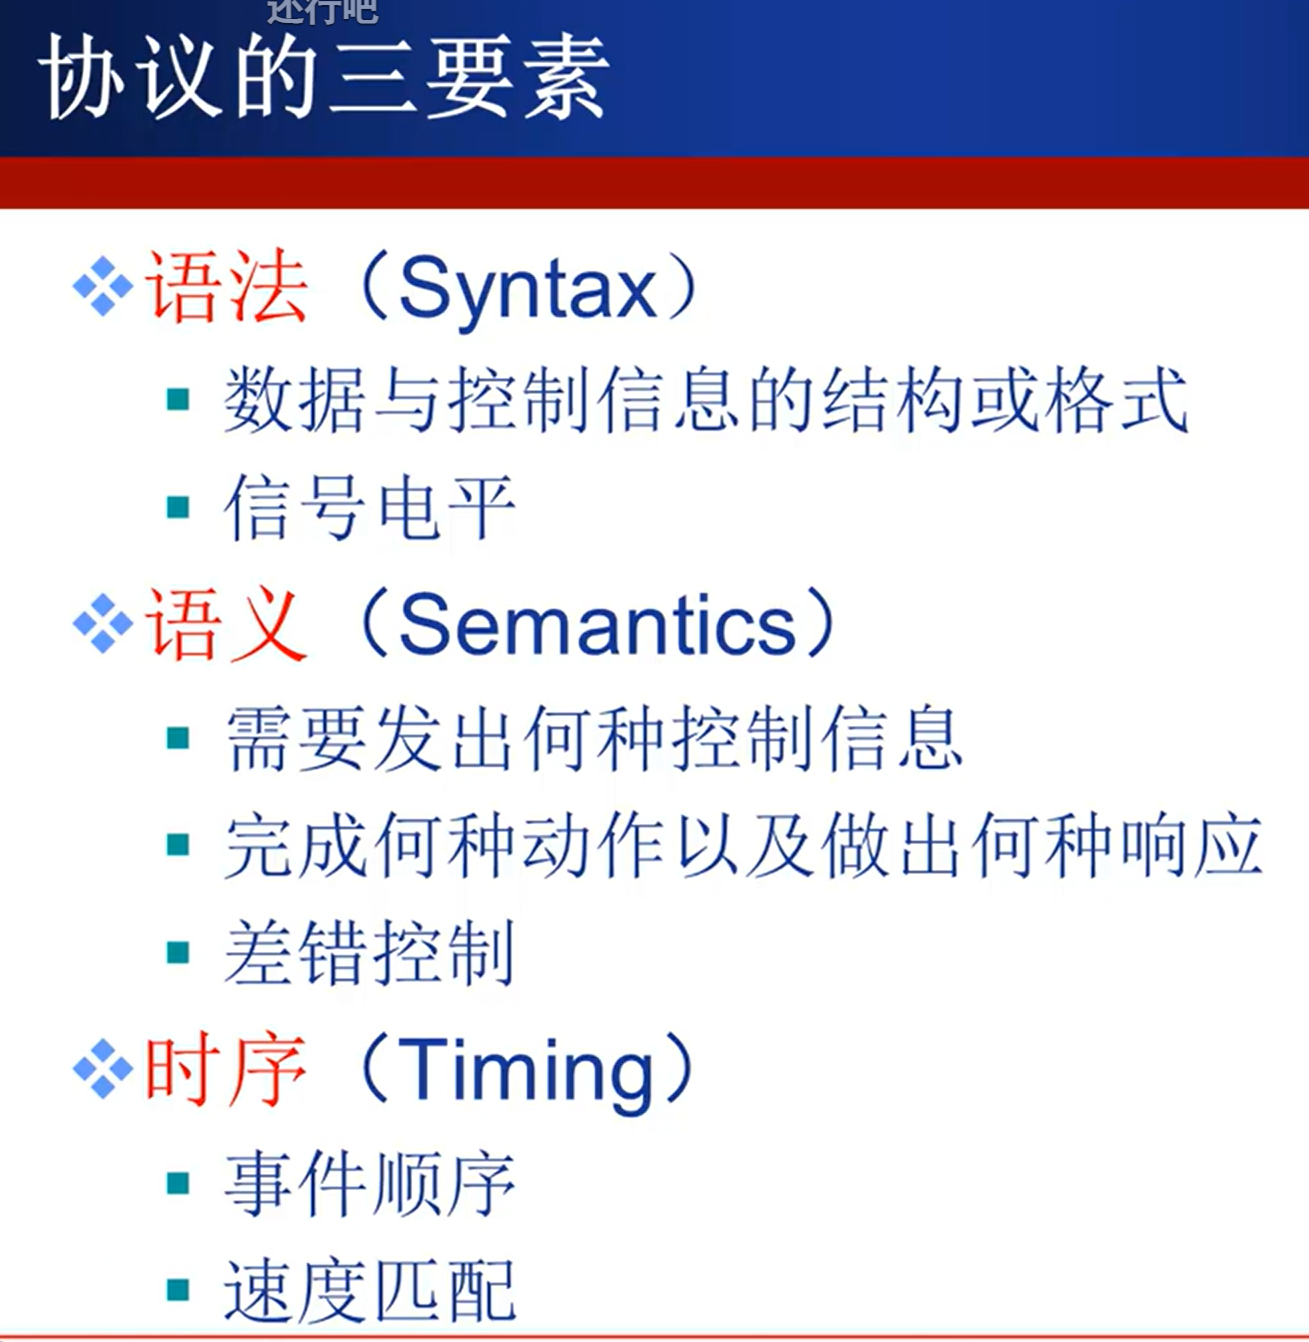 还行吧
协议的三要素
语法（Syntax）
数据与控制信息的结构或格式
信号电平
语义（Semantics）
需要发出何种控制信息
完成何种动作以及做出何种响应
差错控制
时序（Timing）
事件顺序
速度匹配